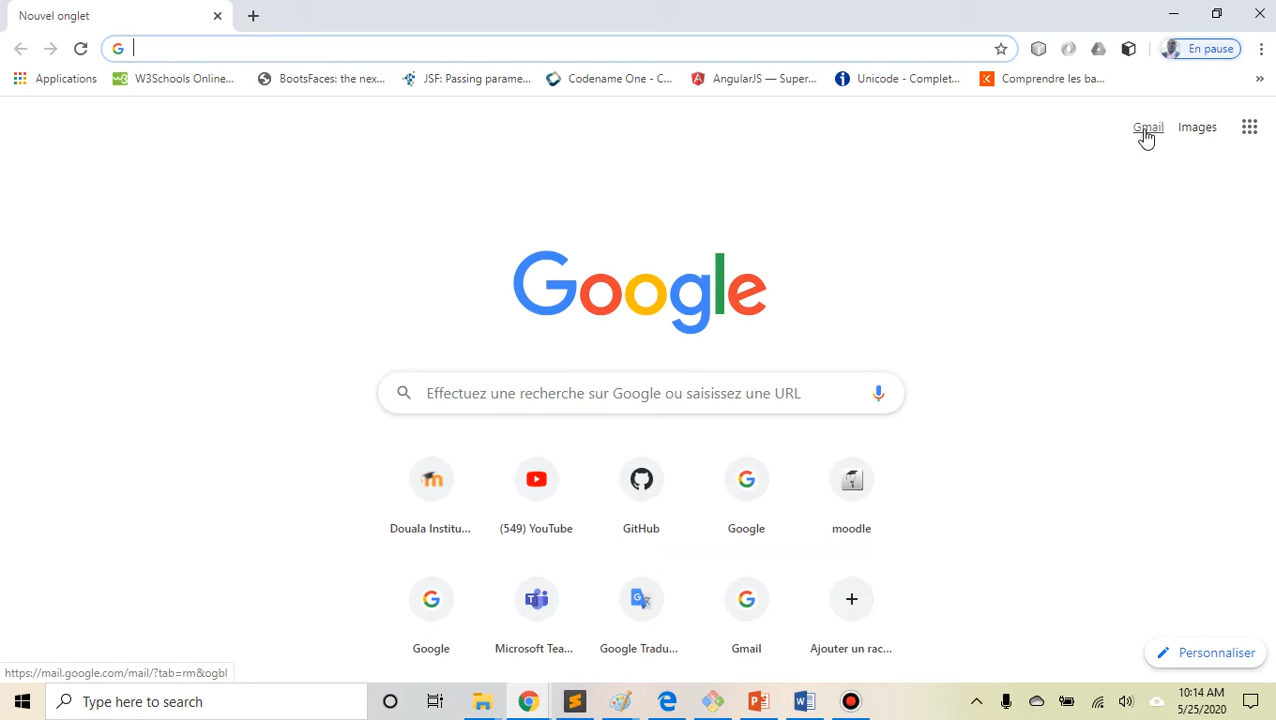 Nouvel onglet
En pause
Applications W3Schools Online... BootsFaces: the nex... JSF: Passing parame... Codename One - C... AngularJS — Super... Unicode - Complet... Comprendre les ba... »
Gmail Images
Google
Effectuez une recherche sur Google ou saisissez une URL
Douala Institu... (549) YouTube GitHub Google moodle
Google Microsoft Tea... Google Tradu... Gmail Ajouter un rac...
Personnaliser
https://mail.google.com/mail/?tab=rm&ogbl
Type here to search
10:14 AM
5/25/2020